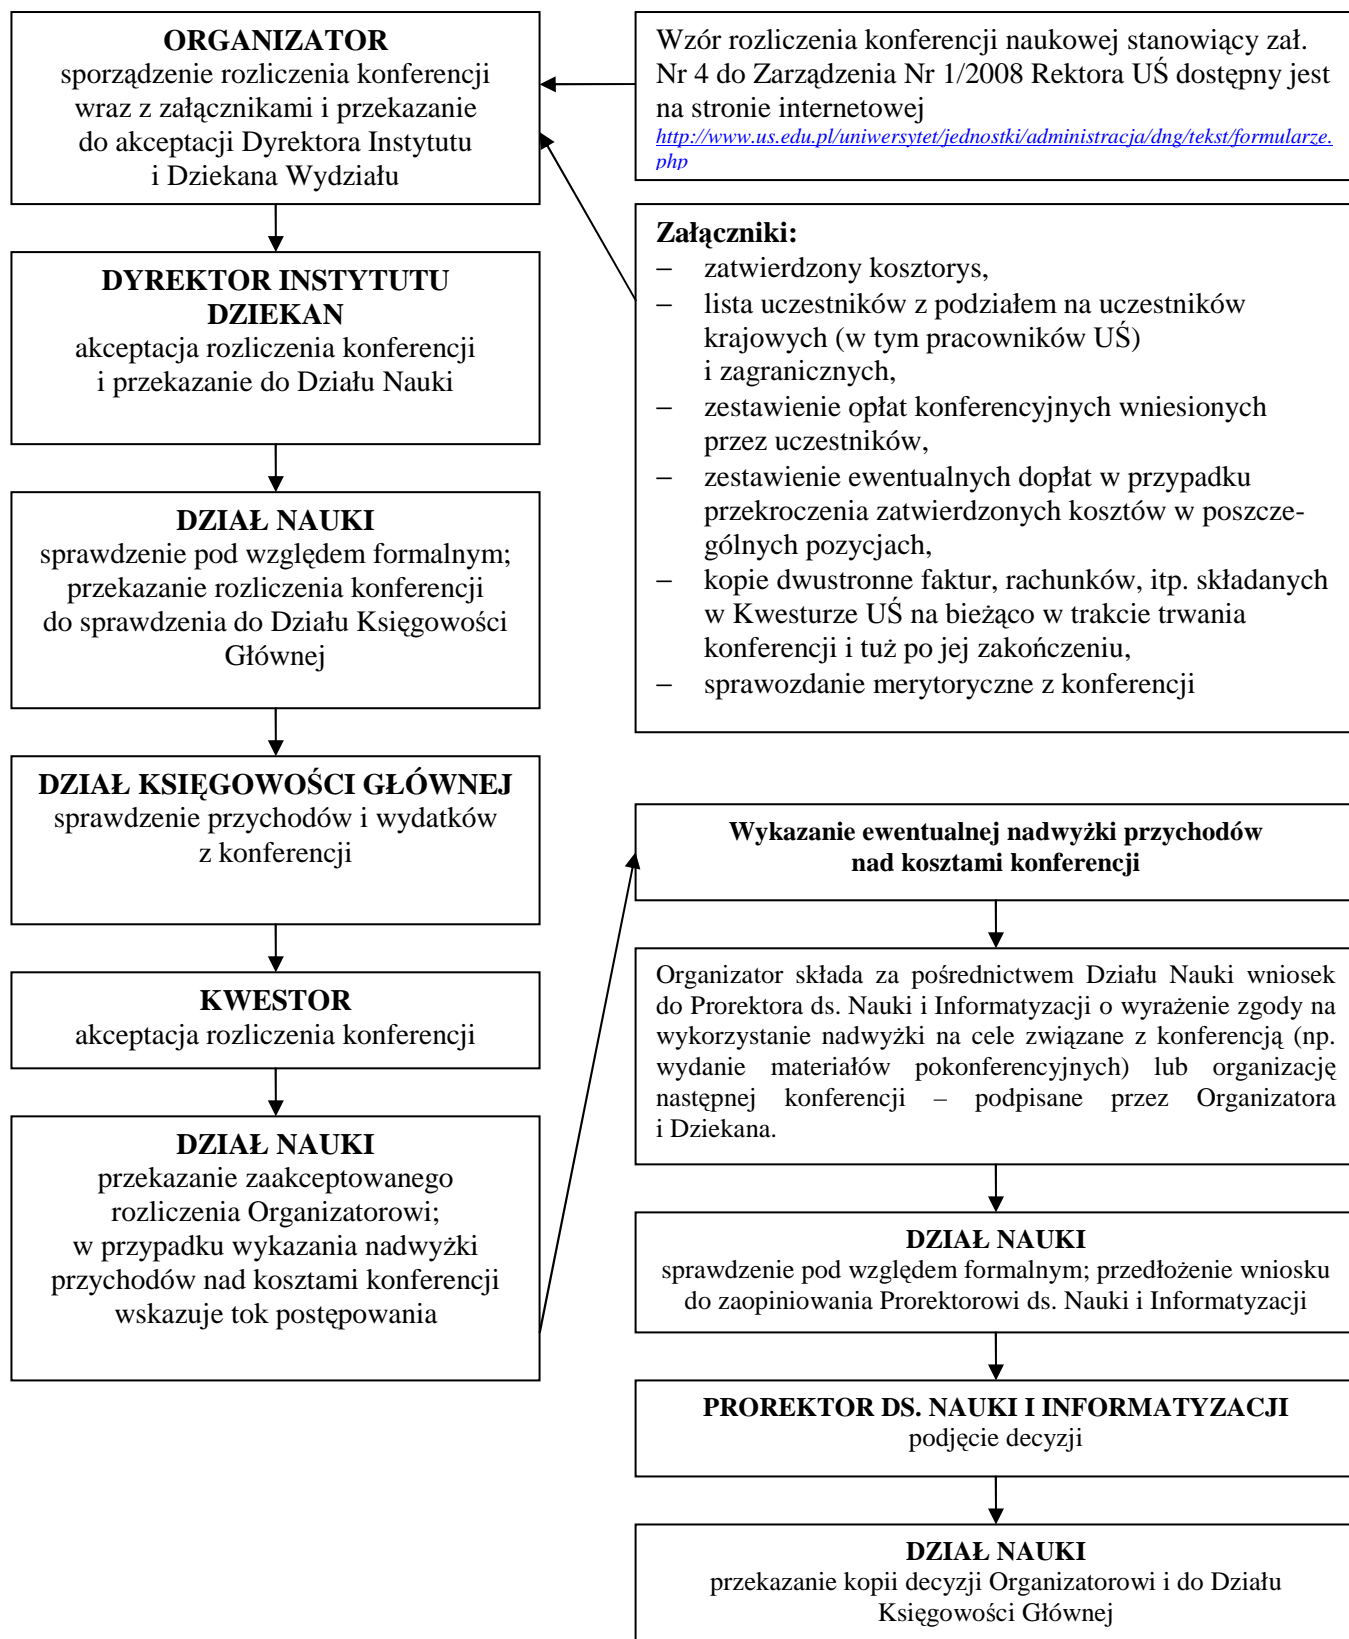 ORGANIZATOR
sporządzenie rozliczenia konferencji
wraz z załącznikami i przekazanie
do akceptacji Dyrektora Instytutu
i Dziekana Wydziału
Wzór rozliczenia konferencji naukowej stanowiący zał.
Nr 4 do Zarządzenia Nr 1/2008 Rektora UŚ dostępny jest
na stronie internetowej
http://www.us.edu.pl/uniwersytet/jednostki/administracja/dng/tekst/formularze.
php
DYREKTOR INSTYTUTU
DZIEKAN
akceptacja rozliczenia konferencji
i przekazanie do Działu Nauki
Załączniki:
– zatwierdzony kosztorys,
– lista uczestników z podziałem na uczestników
krajowych (w tym pracowników UŚ)
i zagranicznych,
– zestawienie opłat konferencyjnych wniesionych
przez uczestników,
– zestawienie ewentualnych dopłat w przypadku
przekroczenia zatwierdzonych kosztów w poszcze-
gólnych pozycjach,
– kopie dwustronne faktur, rachunków, itp. składanych
w Kwesturze UŚ na bieżąco w trakcie trwania
konferencji i tuż po jej zakończeniu,
– sprawozdanie merytoryczne z konferencji
DZIAŁ NAUKI
sprawdzenie pod względem formalnym;
przekazanie rozliczenia konferencji
do sprawdzenia do Działu Księgowości
Głównej
DZIAŁ KSIĘGOWOŚCI GŁÓWNEJ
sprawdzenie przychodów i wydatków
z konferencji
KWESTOR
akceptacja rozliczenia konferencji
DZIAŁ NAUKI
przekazanie zaakceptowanego
rozliczenia Organizatorowi;
w przypadku wykazania nadwyżki
przychodów nad kosztami konferencji
wskazuje tok postępowania
Wykazanie ewentualnej nadwyżki przychodów
nad kosztami konferencji
Organizator składa za pośrednictwem Działu Nauki wniosek
do Prorektora ds. Nauki i Informatyzacji o wyrażenie zgody na
wykorzystanie nadwyżki na cele związane z konferencją (np.
wydanie materiałów pokonferencyjnych) lub organizację
następnej konferencji – podpisane przez Organizatora
i Dziekana.
DZIAŁ NAUKI
sprawdzenie pod względem formalnym; przedłożenie wniosku
do zaopiniowania Prorektorowi ds. Nauki i Informatyzacji
PROREKTOR DS. NAUKI I INFORMATYZACJI
podjęcie decyzji
DZIAŁ NAUKI
przekazanie kopii decyzji Organizatorowi i do Działu
Księgowości Głównej